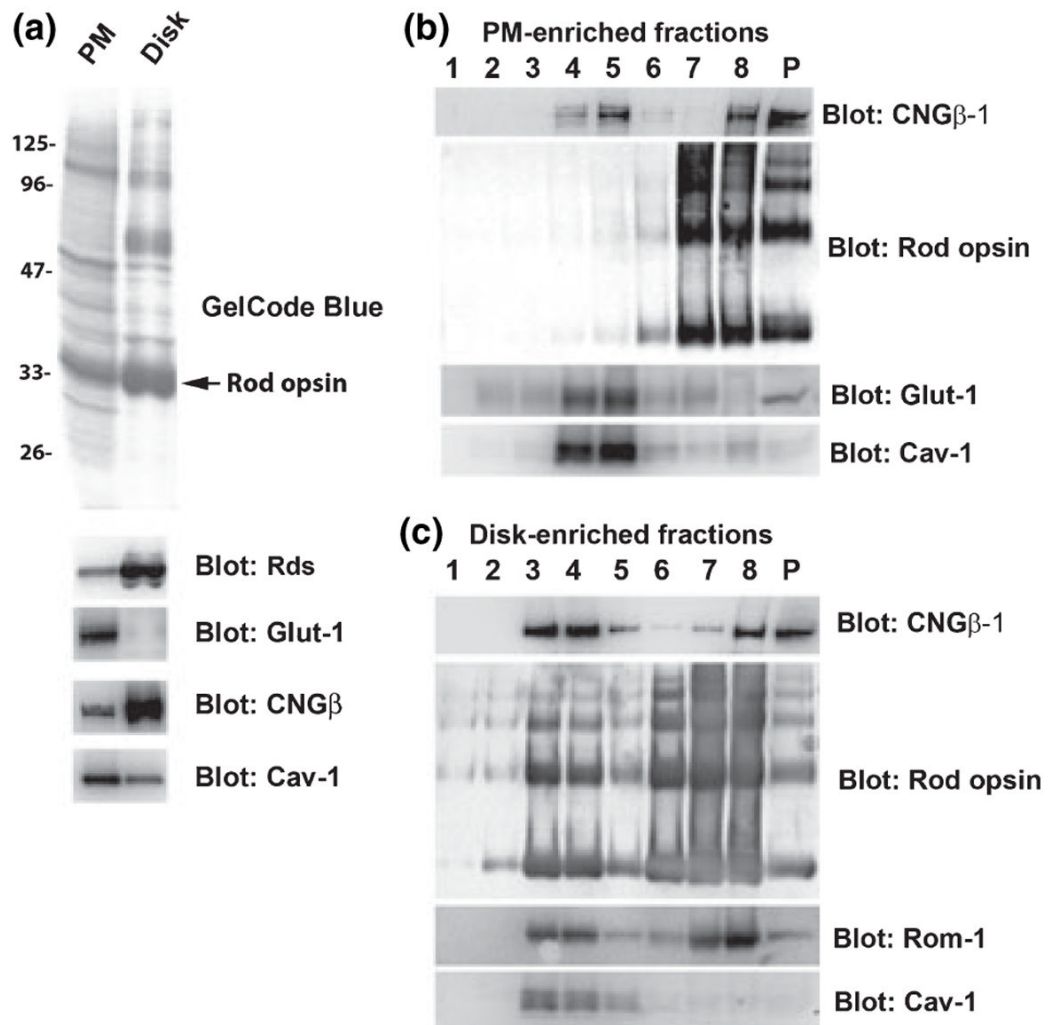 (a)
PM Disk
125-
96-
47-
33-
26-
GelCode Blue
Rod opsin
Blot: Rds
Blot: Glut-1
Blot: CNGβ
Blot: Cav-1
(b) PM-enriched fractions
1 2 3 4 5 6 7 8 P
Blot: CNGβ-1
Blot: Rod opsin
Blot: Glut-1
Blot: Cav-1
(c) Disk-enriched fractions
1 2 3 4 5 6 7 8 P
Blot: CNGβ-1
Blot: Rod opsin
Blot: Rom-1
Blot: Cav-1